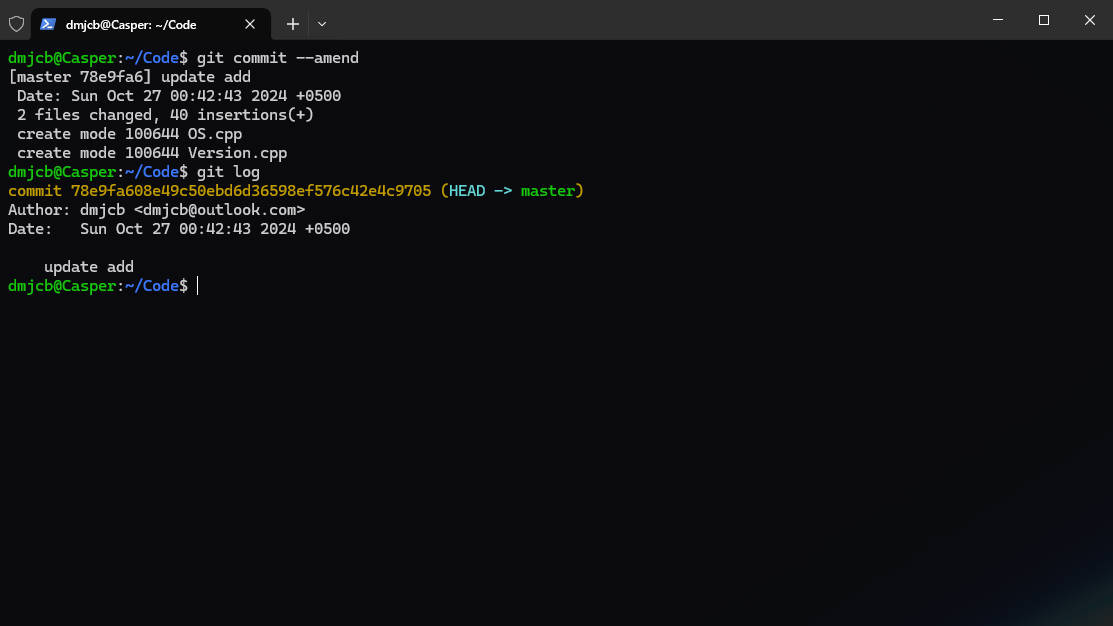 dmjcb@Casper: ~/Code
dmjcb@Casper:~/Code$ git commit --amend
[master 78e9fa6] update add
 Date: Sun Oct 27 00:42:43 2024 +0500
 2 files changed, 40 insertions(+)
 create mode 100644 OS.cpp
 create mode 100644 Version.cpp
dmjcb@Casper:~/Code$ git log
commit 78e9fa608e49c50ebd6d36598ef576c42e4c9705 (HEAD -> master)
Author: dmjcb <dmjcb@outlook.com>
Date:   Sun Oct 27 00:42:43 2024 +0500
    update add
dmjcb@Casper:~/Code$